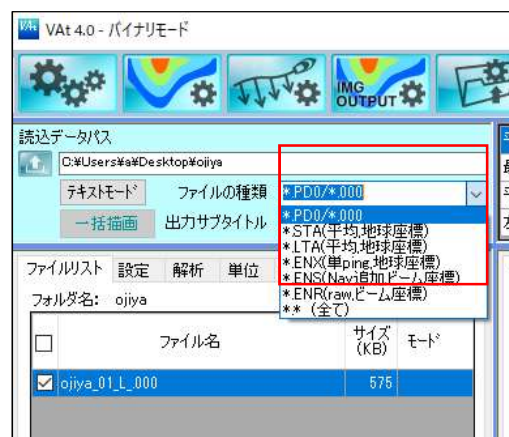 VAt 4.0 - バイナリモード
IMG
OUTPUT
読込データパス
C:¥Users¥a¥Desktop¥ojiya
テキストモード ファイルの種類 *.PD0/*.000
一括描画 出力サブタイトル
*.PD0/*.000
*.STA(平均,地球座標)
*.LTA(平均,地球座標)
*.ENX(単ping,地球座標)
*.ENS(Navi追加,ビーム座標)
*.ENR(raw,ビーム座標)
*.* (全て)
ファイルリスト 設定 解析 単位
フォルダ名: ojiya
ファイル名 サイズ(KB) モード
ojiya_01_L_000 575